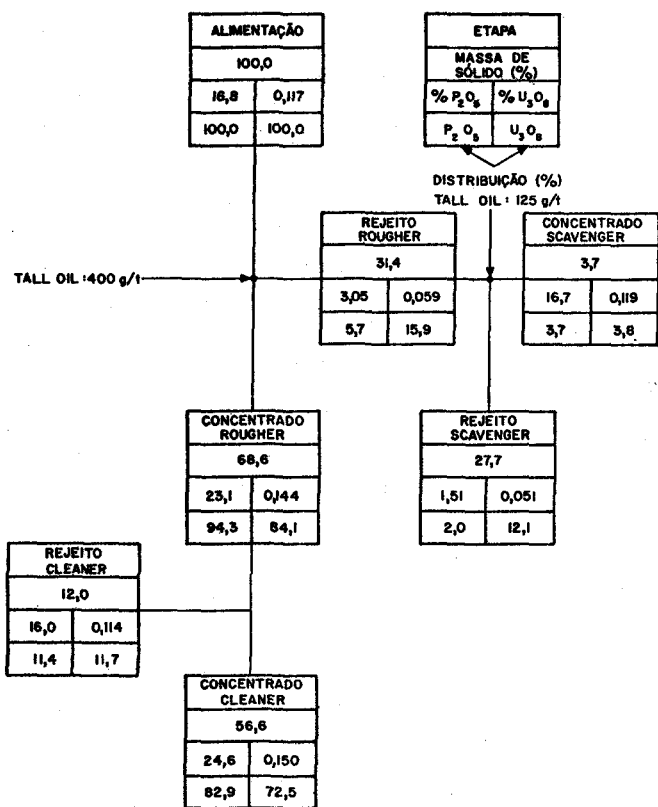 ALIMENTAÇÃO
100,0
16,8 0,117
100,0 100,0
ETAPA
MASSA DE
SÓLIDO (%)
% P2O5 % U3O8
P2O5 U3O8
DISTRIBUIÇÃO (%)
TALL OIL: 125 g/t
TALL OIL:400 g/t
REJEITO
ROUGHER
31,4
3,05 0,059
5,7 15,9
CONCENTRADO
SCAVENGER
3,7
16,7 0,119
3,7 3,8
CONCENTRADO
ROUGHER
68,6
23,1 0,144
94,3 84,1
REJEITO
SCAVENGER
27,7
1,51 0,051
2,0 12,1
REJEITO
CLEANER
12,0
16,0 0,114
11,4 11,7
CONCENTRADO
CLEANER
56,6
24,6 0,150
82,9 72,5